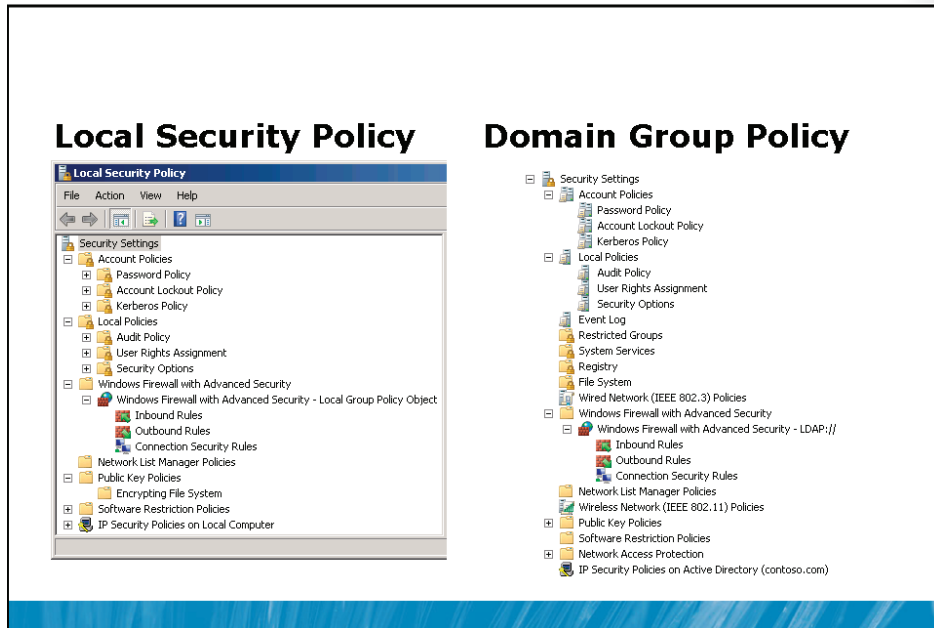 Local Security Policy
Domain Group Policy
Local Security Policy
File Action View Help
Security Settings
Account Policies
Password Policy
Account Lockout Policy
Kerberos Policy
Local Policies
Audit Policy
User Rights Assignment
Security Options
Windows Firewall with Advanced Security
Windows Firewall with Advanced Security - Local Group Policy Object
Inbound Rules
Outbound Rules
Connection Security Rules
Network List Manager Policies
Public Key Policies
Encrypting File System
Software Restriction Policies
IP Security Policies on Local Computer
Security Settings
Account Policies
Password Policy
Account Lockout Policy
Kerberos Policy
Local Policies
Audit Policy
User Rights Assignment
Security Options
Event Log
Restricted Groups
System Services
Registry
File System
Wired Network (IEEE 802.3) Policies
Windows Firewall with Advanced Security
Windows Firewall with Advanced Security - LDAP://
Inbound Rules
Outbound Rules
Connection Security Rules
Network List Manager Policies
Wireless Network (IEEE 802.11) Policies
Public Key Policies
Software Restriction Policies
Network Access Protection
IP Security Policies on Active Directory (contoso.com)